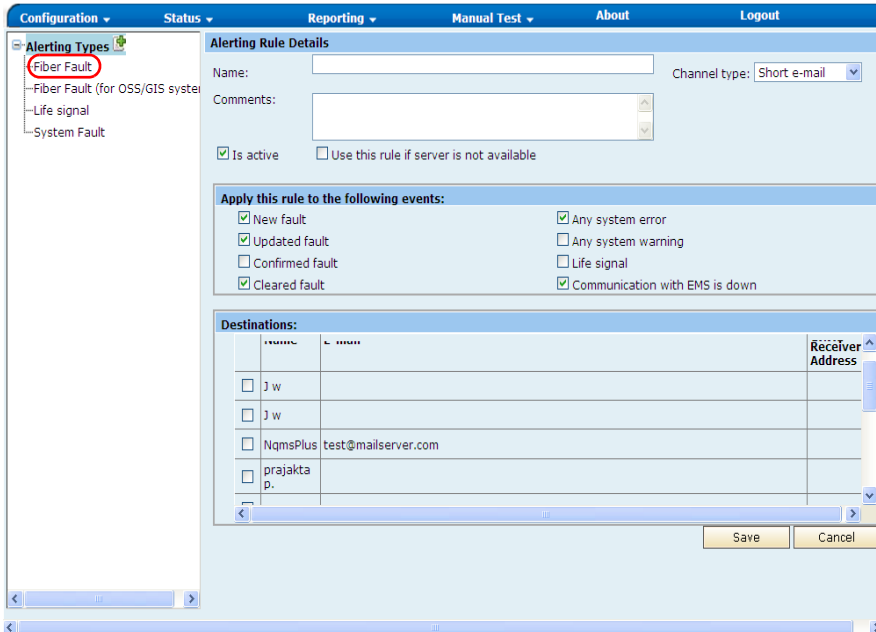 Configuration Status Reporting Manual Test About Logout
Alerting Types
Fiber Fault
Fiber Fault (for OSS/GIS system
Life signal
System Fault
Alerting Rule Details
Name:
Channel type: Short e-mail
Comments:
Is active Use this rule if server is not available
Apply this rule to the following events:
New fault Any system error
Updated fault Any system warning
Confirmed fault Life signal
Cleared fault Communication with EMS is down
Destinations:
Name E-mail Receiver
Address
J w
J w
NqmsPlus test@mailserver.com
prajakta
p.
Save Cancel